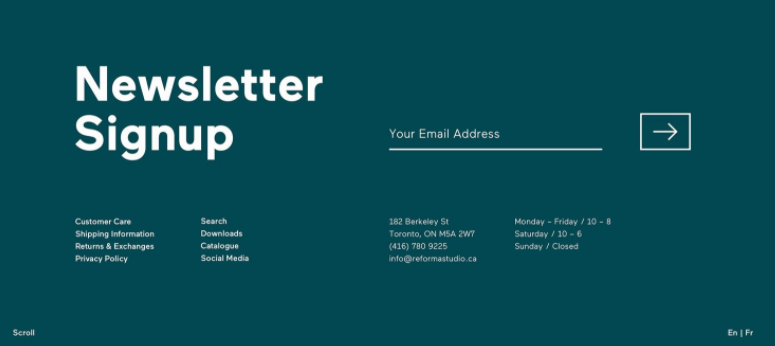 Newsletter
Signup
Your Email Address
Customer Care
Shipping Information
Returns & Exchanges
Privacy Policy
Search
Downloads
Catalogue
Social Media
182 Berkeley St
Toronto, ON M5A 2W7
(416) 780 9225
info@reformastudio.ca
Monday – Friday / 10 – 8
Saturday / 10 – 6
Sunday / Closed
Scroll
En | Fr